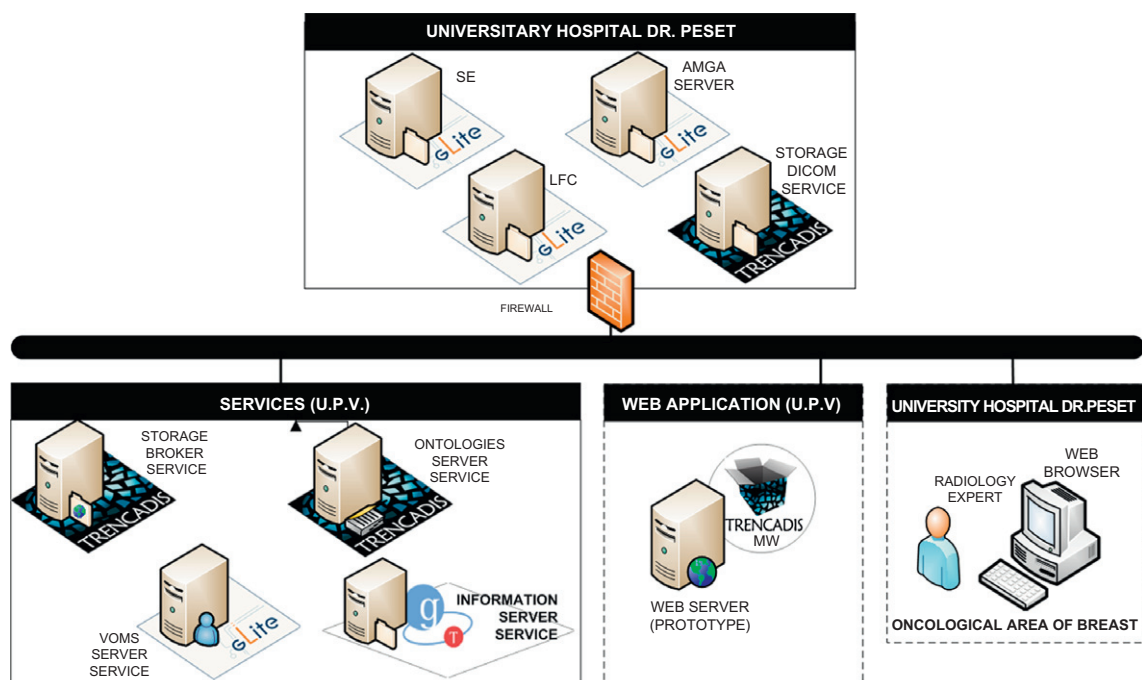 UNIVERSITARY HOSPITAL DR. PESET
SE
gLite
AMGA
SERVER
gLite
LFC
gLite
STORAGE
DICOM
SERVICE
TRENCADIS
FIREWALL
SERVICES (U.P.V.)
STORAGE
BROKER
SERVICE
TRENCADIS
ONTOLOGIES
SERVER
SERVICE
TRENCADIS
VOMS
SERVER
SERVICE
gLite
g
T
INFORMATION
SERVER
SERVICE
WEB APPLICATION (U.P.V)
TRENCADIS
MW
WEB SERVER
(PROTOTYPE)
UNIVERSITY HOSPITAL DR.PESET
RADIOLOGY
EXPERT
WEB
BROWSER
ONCOLOGICAL AREA OF BREAST